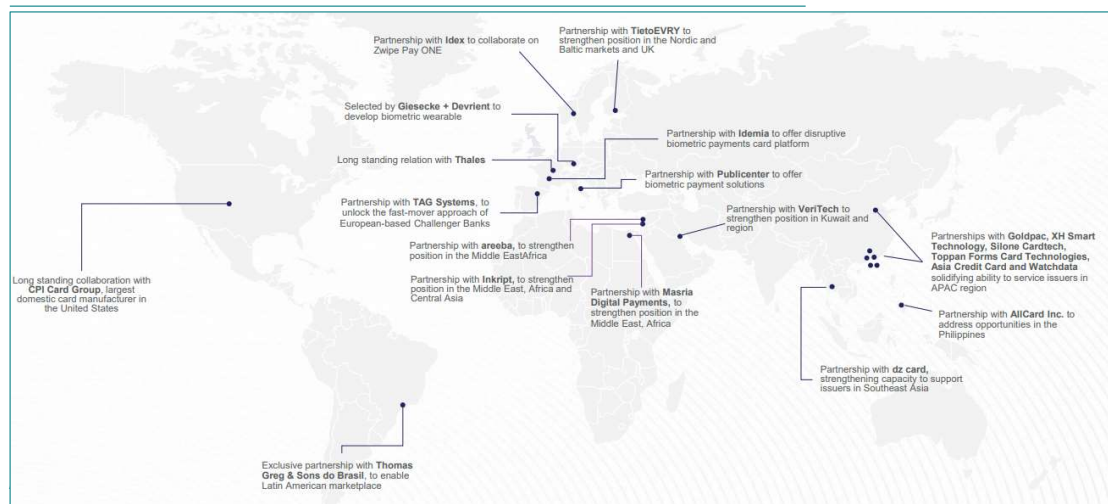 Partnership with Idex to collaborate on
Zwipe Pay ONE
Partnership with TietoEVRY to
strengthen position in the Nordic and
Baltic markets and UK
Selected by Giesecke + Devrient to
develop biometric wearable
Partnership with Idemia to offer disruptive
biometric payments card platform
Long standing relation with Thales
Partnership with Publicenter to offer
biometric payment solutions
Partnership with TAG Systems, to
unlock the fast-mover approach of
European-based Challenger Banks
Partnership with VeriTech to
strengthen position in Kuwait and
region
Partnership with areeba, to strengthen
position in the Middle EastAfrica
Partnerships with Goldpac, XH Smart
Technology, Silone Cardtech,
Toppan Forms Card Technologies,
Asia Credit Card and Watchdata
solidifying ability to service issuers in
APAC region
Long standing collaboration with
CPI Card Group, largest
domestic card manufacturer in
the United States
Partnership with Inkript, to strengthen
position in the Middle East, Africa and
Central Asia
Partnership with Masria
Digital Payments, to
strengthen position in the
Middle East, Africa
Partnership with AllCard Inc. to
address opportunities in the
Philippines
Partnership with dz card,
strengthening capacity to support
issuers in Southeast Asia
Exclusive partnership with Thomas
Greg & Sons do Brasil, to enable
Latin American marketplace